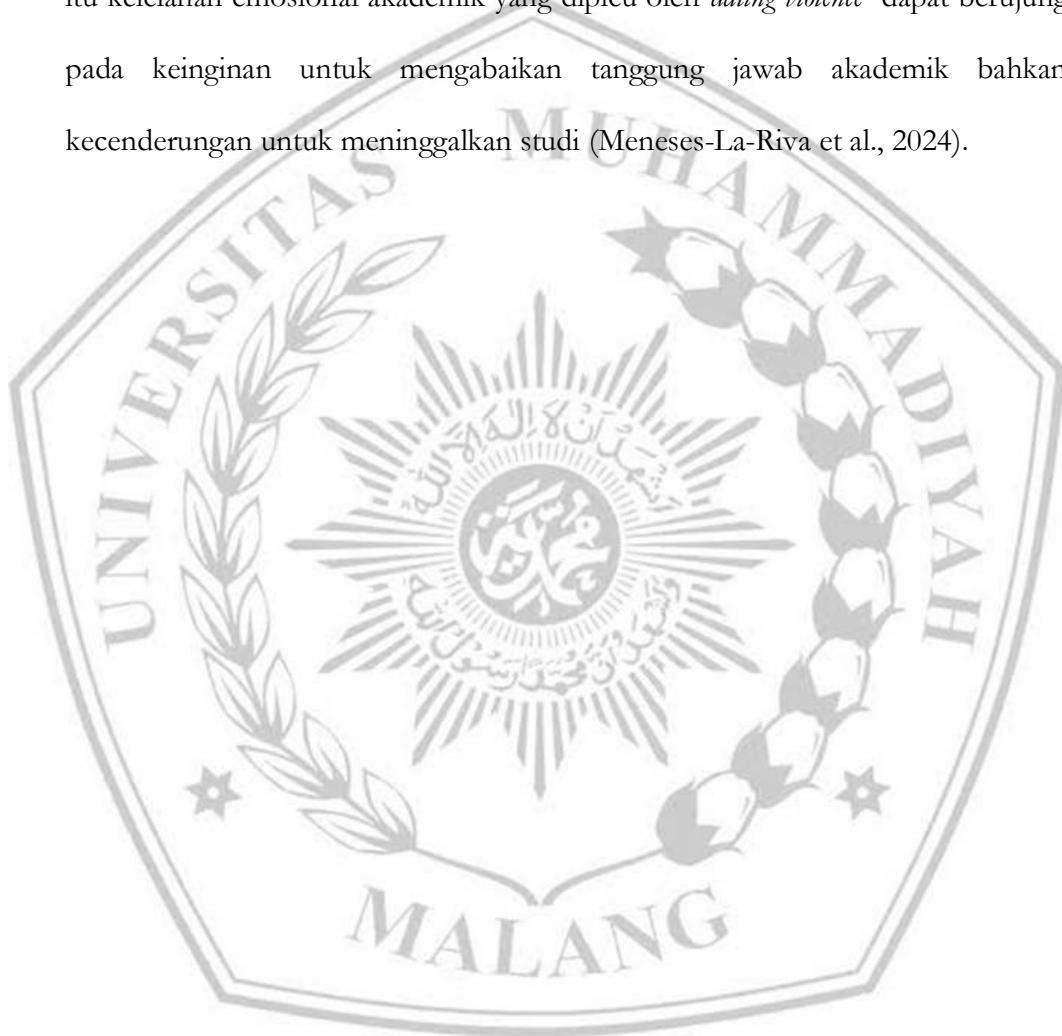 itu kelelahan emosional akademik yang dipicu oleh dating violence dapat berujung
pada keinginan untuk mengabaikan tanggung jawab akademik bahkan
kecenderungan untuk meninggalkan studi (Meneses-La-Riva et al., 2024).
UNIVERSITAS MUHAMMADIYAH
MALANG